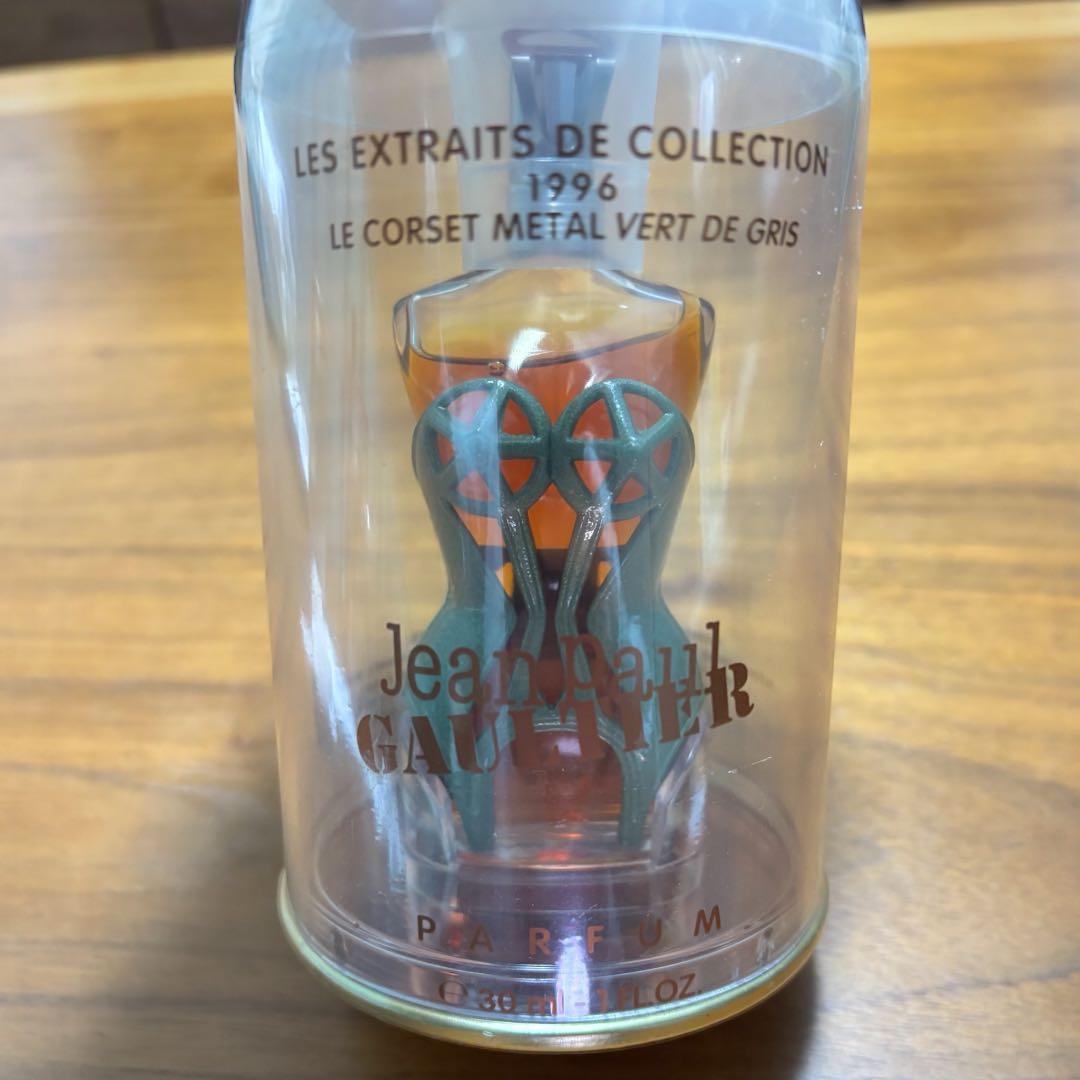 LES EXTRAITS DE COLLECTION
1996
LE CORSET METAL VERT DE GRIS
Jean Paul
GAULTIER
PARFUM
℮ 30 ml - 1 FL.OZ.